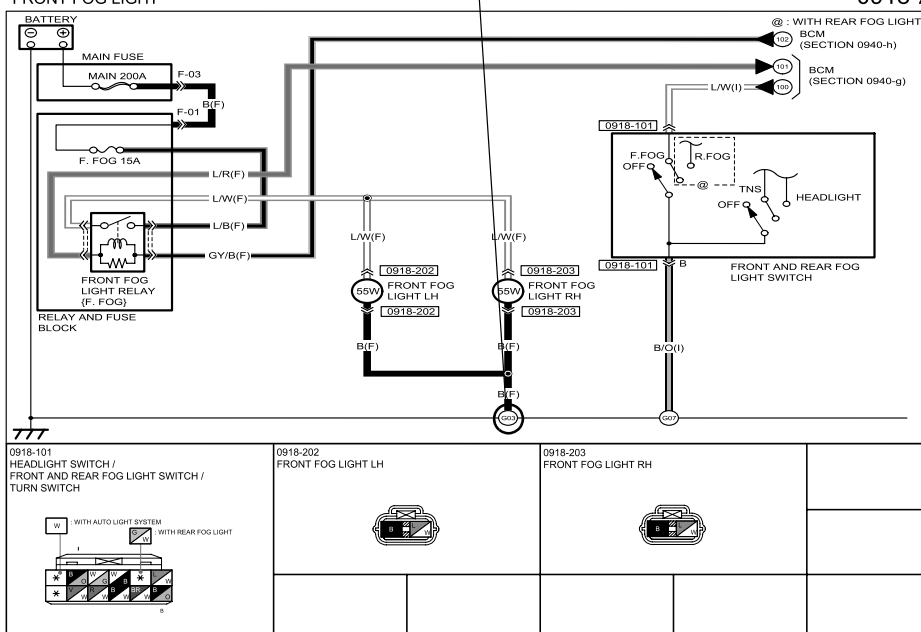 FRONT FOG LIGHT
BATTERY
@ : WITH REAR FOG LIGHT
102
BCM
(SECTION 0940-h)
MAIN FUSE
MAIN 200A
F-03
B(F)
101
BCM
(SECTION 0940-g)
L/W(I)
100
F-01
F. FOG 15A
0918-101
F.FOG
OFF
R.FOG
@
TNS
OFF
HEADLIGHT
L/R(F)
L/W(F)
L/B(F)
GY/B(F)
L/W(F)
L/W(F)
0918-101
B
FRONT AND REAR FOG
LIGHT SWITCH
FRONT FOG
LIGHT RELAY
{F. FOG}
RELAY AND FUSE
BLOCK
0918-202
55W
FRONT FOG
LIGHT LH
0918-202
0918-203
55W
FRONT FOG
LIGHT RH
0918-203
B(F)
B(F)
B/O(I)
B(F)
G03
G07
0918-101
HEADLIGHT SWITCH /
FRONT AND REAR FOG LIGHT SWITCH /
TURN SWITCH
W : WITH AUTO LIGHT SYSTEM
G W : WITH REAR FOG LIGHT
0918-202
FRONT FOG LIGHT LH
B L W
0918-203
FRONT FOG LIGHT RH
B L W